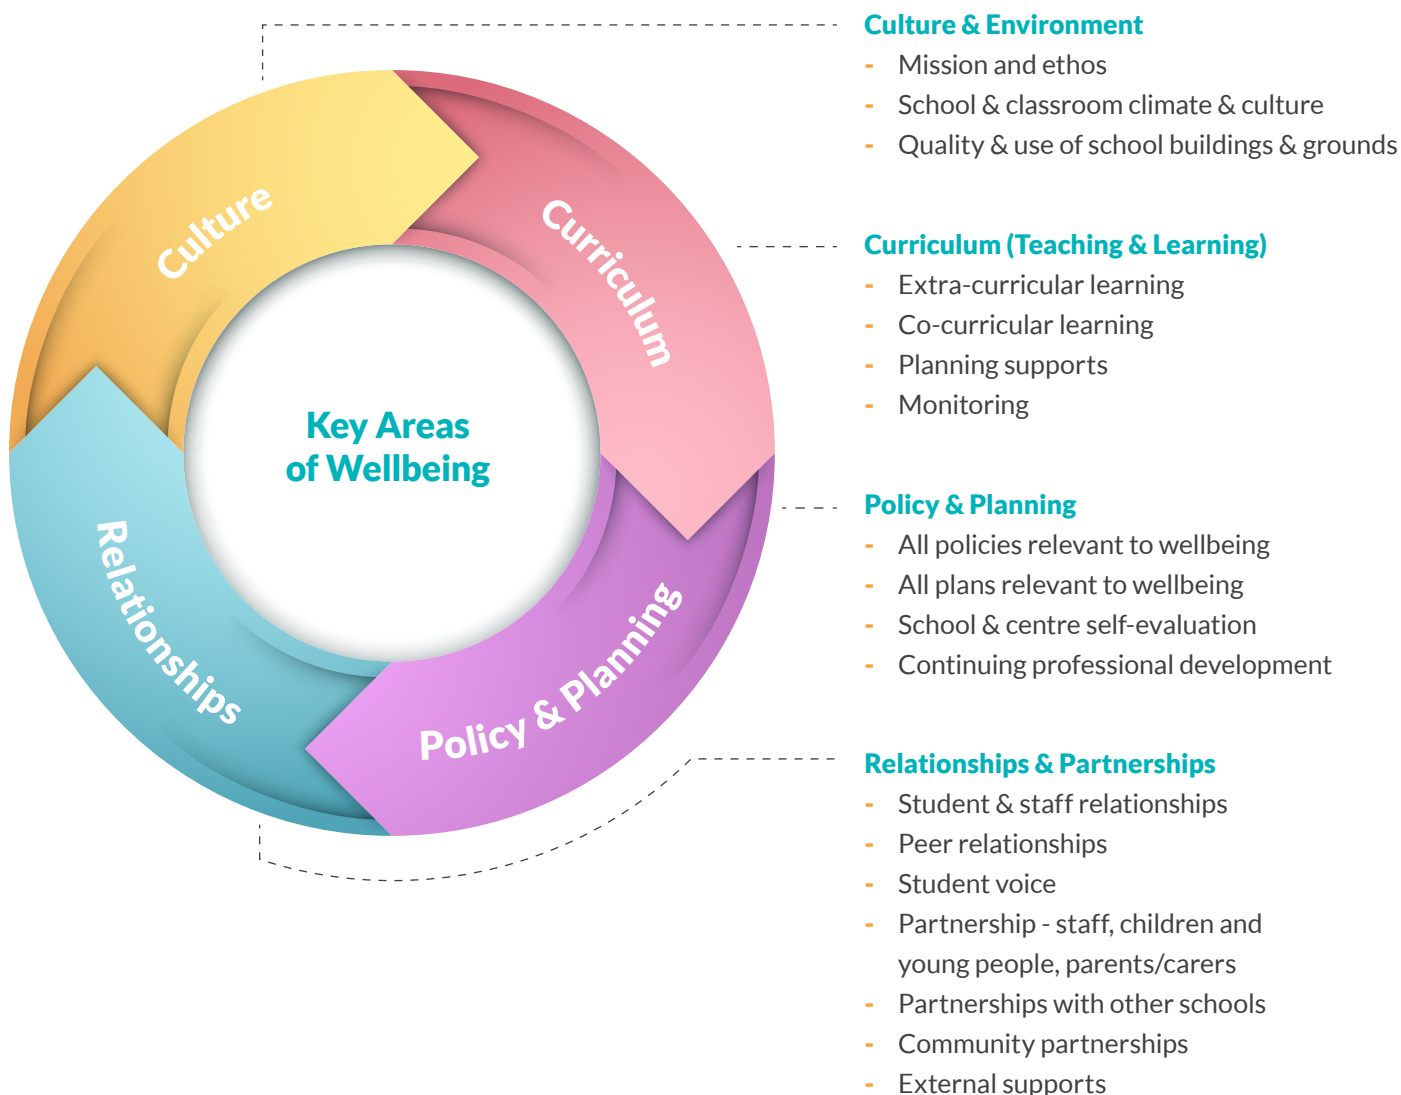 Culture
Curriculum
Key Areas
of Wellbeing
Relationships
Policy & Planning
Culture & Environment
- Mission and ethos
- School & classroom climate & culture
- Quality & use of school buildings & grounds
Curriculum (Teaching & Learning)
- Extra-curricular learning
- Co-curricular learning
- Planning supports
- Monitoring
Policy & Planning
- All policies relevant to wellbeing
- All plans relevant to wellbeing
- School & centre self-evaluation
- Continuing professional development
Relationships & Partnerships
- Student & staff relationships
- Peer relationships
- Student voice
- Partnership - staff, children and
young people, parents/carers
- Partnerships with other schools
- Community partnerships
- External supports